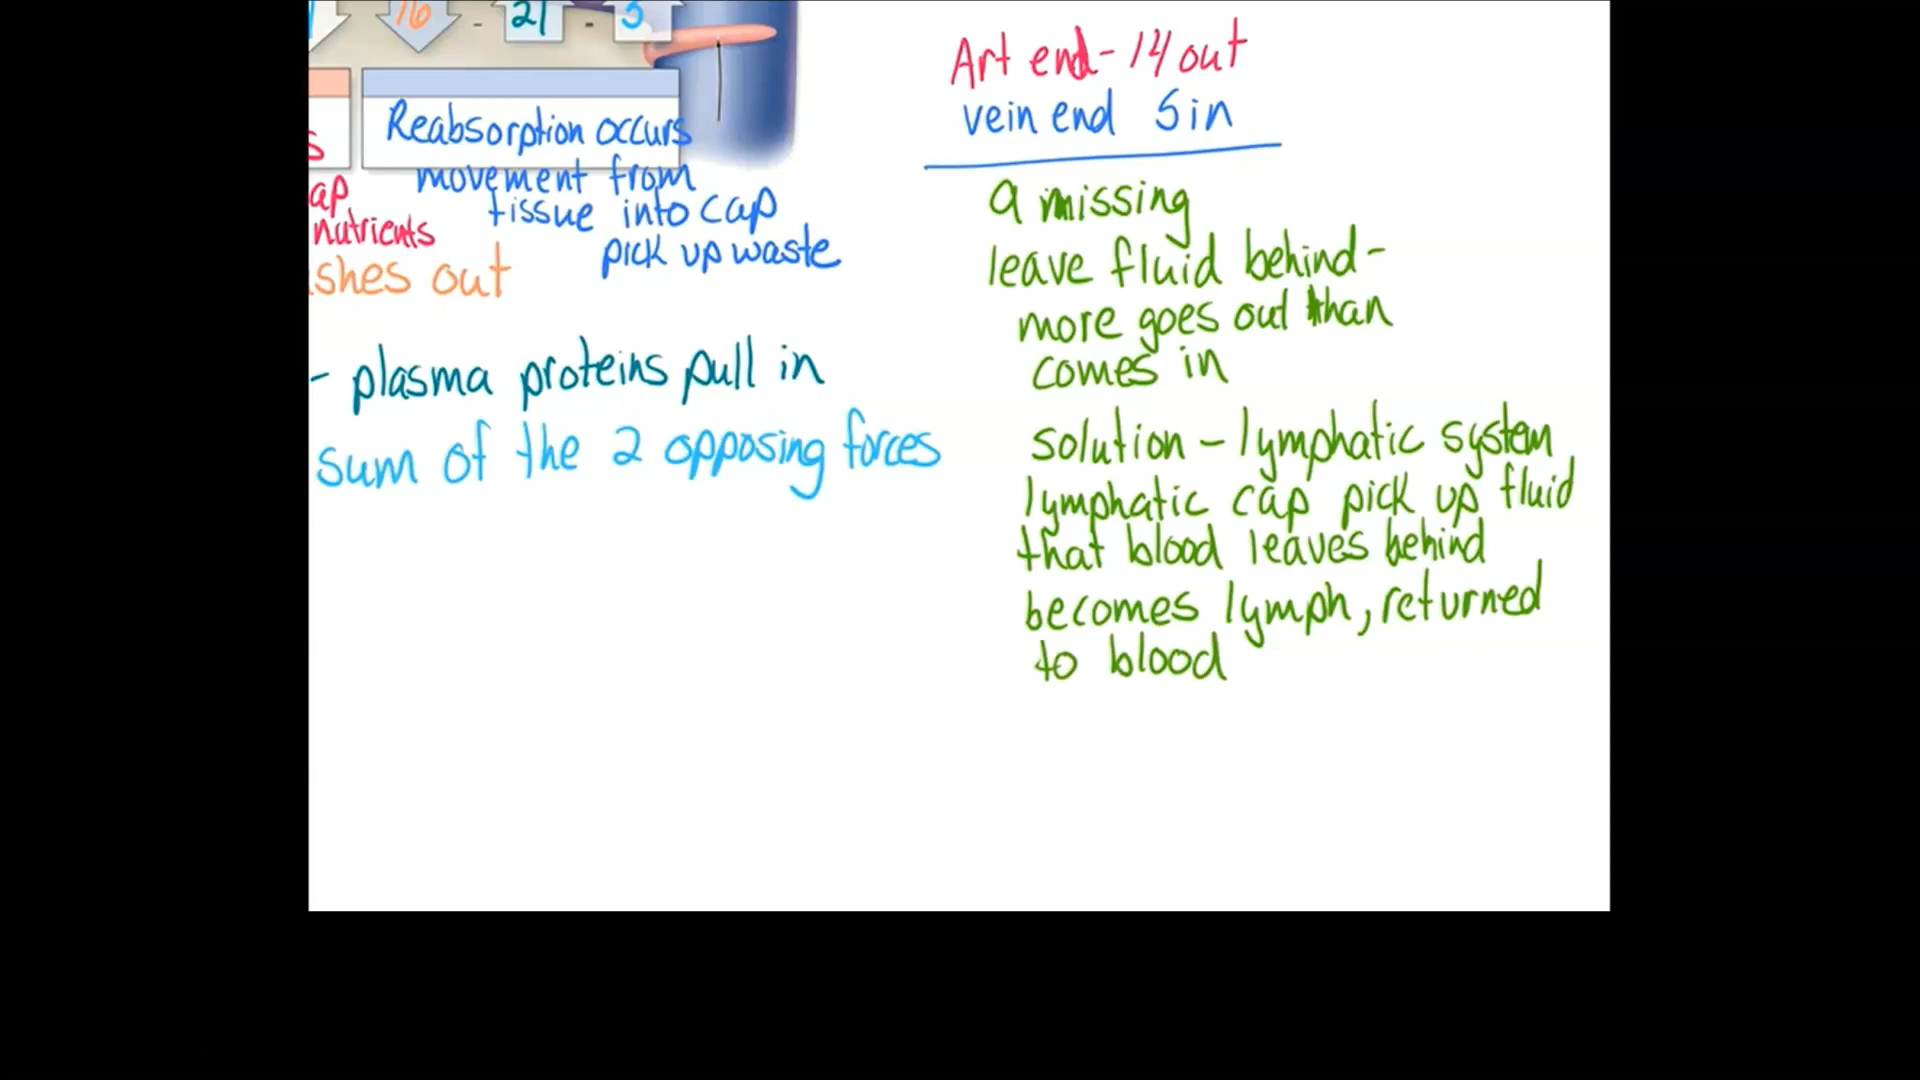 16 - 21 - 5
Reabsorption occurs
movement from
tissue into cap
pick up waste
s
ap
nutrients
shes out
- plasma proteins pull in
sum of the 2 opposing forces
Art end - 14 out
vein end 5 in
9 missing
leave fluid behind -
more goes out than
comes in
solution - lymphatic system
lymphatic cap pick up fluid
that blood leaves behind
becomes lymph, returned
to blood